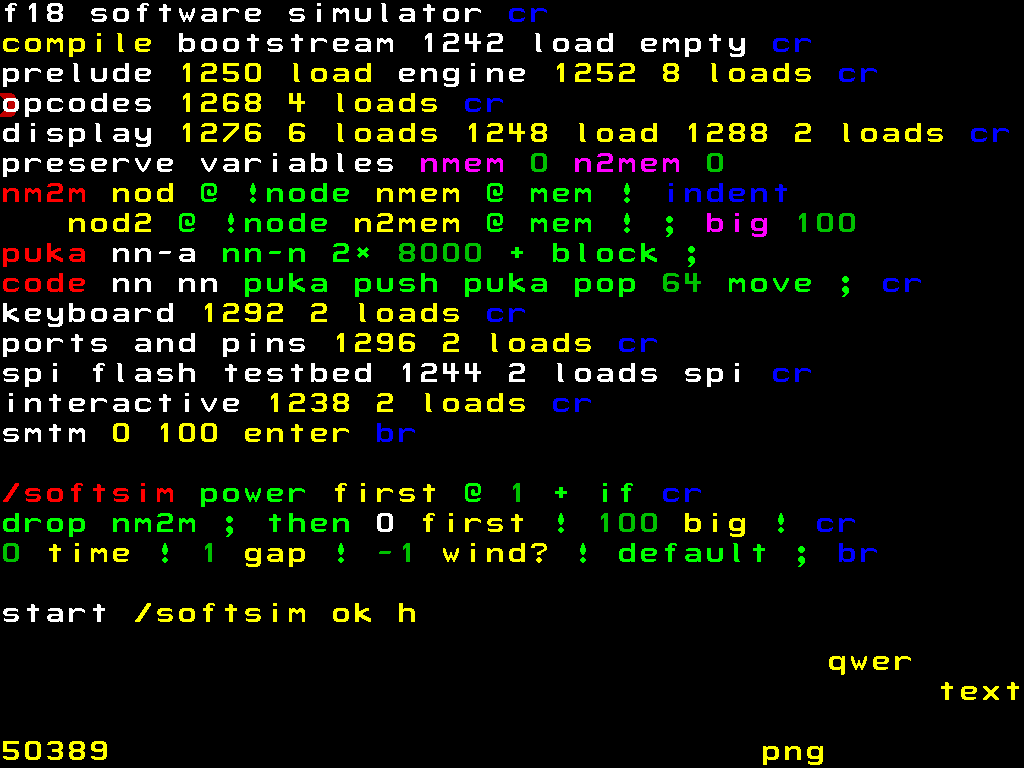 f18 software simulator cr
compile bootstream 1242 load empty cr
prelude 1250 load engine 1252 8 loads cr
opcodes 1268 4 loads cr
display 1276 6 loads 1248 load 1288 2 loads cr
preserve variables nmem 0 n2mem 0
nm2m nod @ !node nmem @ mem ! indent
nod2 @ !node n2mem @ mem ! ; big 100
puka nn-a nn-n 2* 8000 + block ;
code nn nn puka push puka pop 64 move ; cr
keyboard 1292 2 loads cr
ports and pins 1296 2 loads cr
spi flash testbed 1244 2 loads spi cr
interactive 1238 2 loads cr
smtm 0 100 enter br
/softsim power first @ 1 + if cr
drop nm2m ; then 0 first ! 100 big ! cr
0 time ! 1 gap ! -1 wind? ! default ; br
start /softsim ok h
qwer
text
50389 png